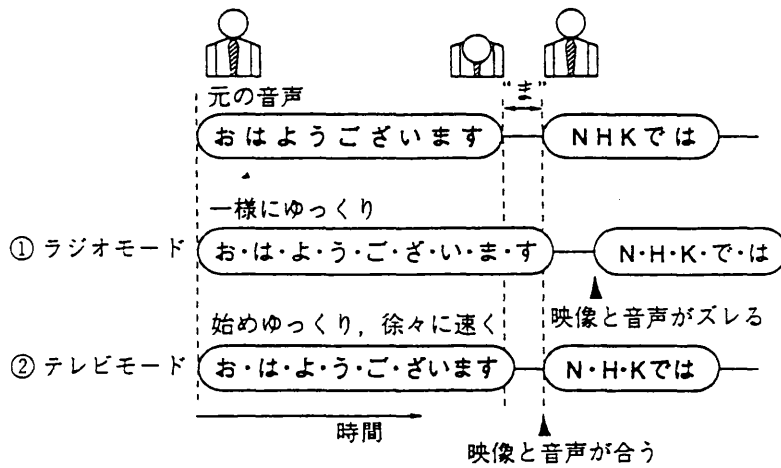 "ま"
元の音声
おはようございます NHKでは
一様にゆっくり
① ラジオモード お・は・よ・う・ご・ざ・い・ま・す N・H・K・で・は
映像と音声がズレる
始めゆっくり，徐々に速く
② テレビモード お・は・よ・う・ご・ざいます N・H・Kでは
時間
映像と音声が合う